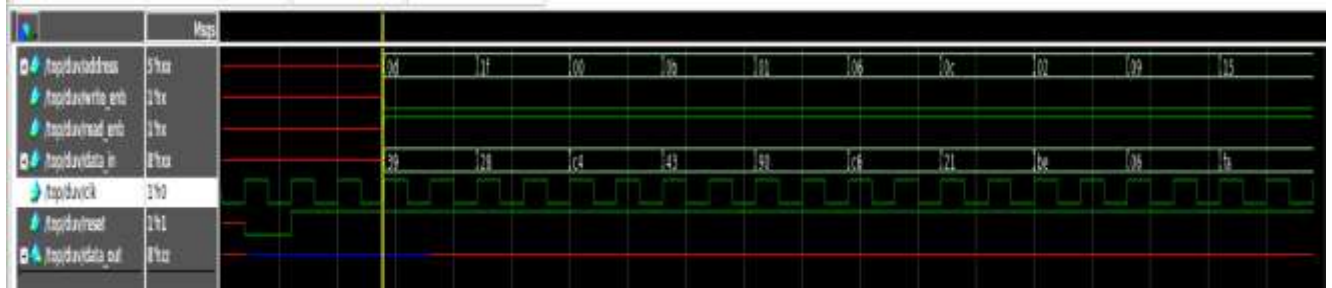 Msgs
/top/duv/address 5'hxx 0d 1f 00 0b 01 06 0c 02 09 15
/top/duv/write_enb 1'hx
/top/duv/read_enb 1'hx
/top/duv/data_in 8'hxx 39 28 c4 43 90 c6 21 be 06 fa
/top/duv/clk 1'h0
/top/duv/reset 1'h1
/top/duv/data_out 8'hzz